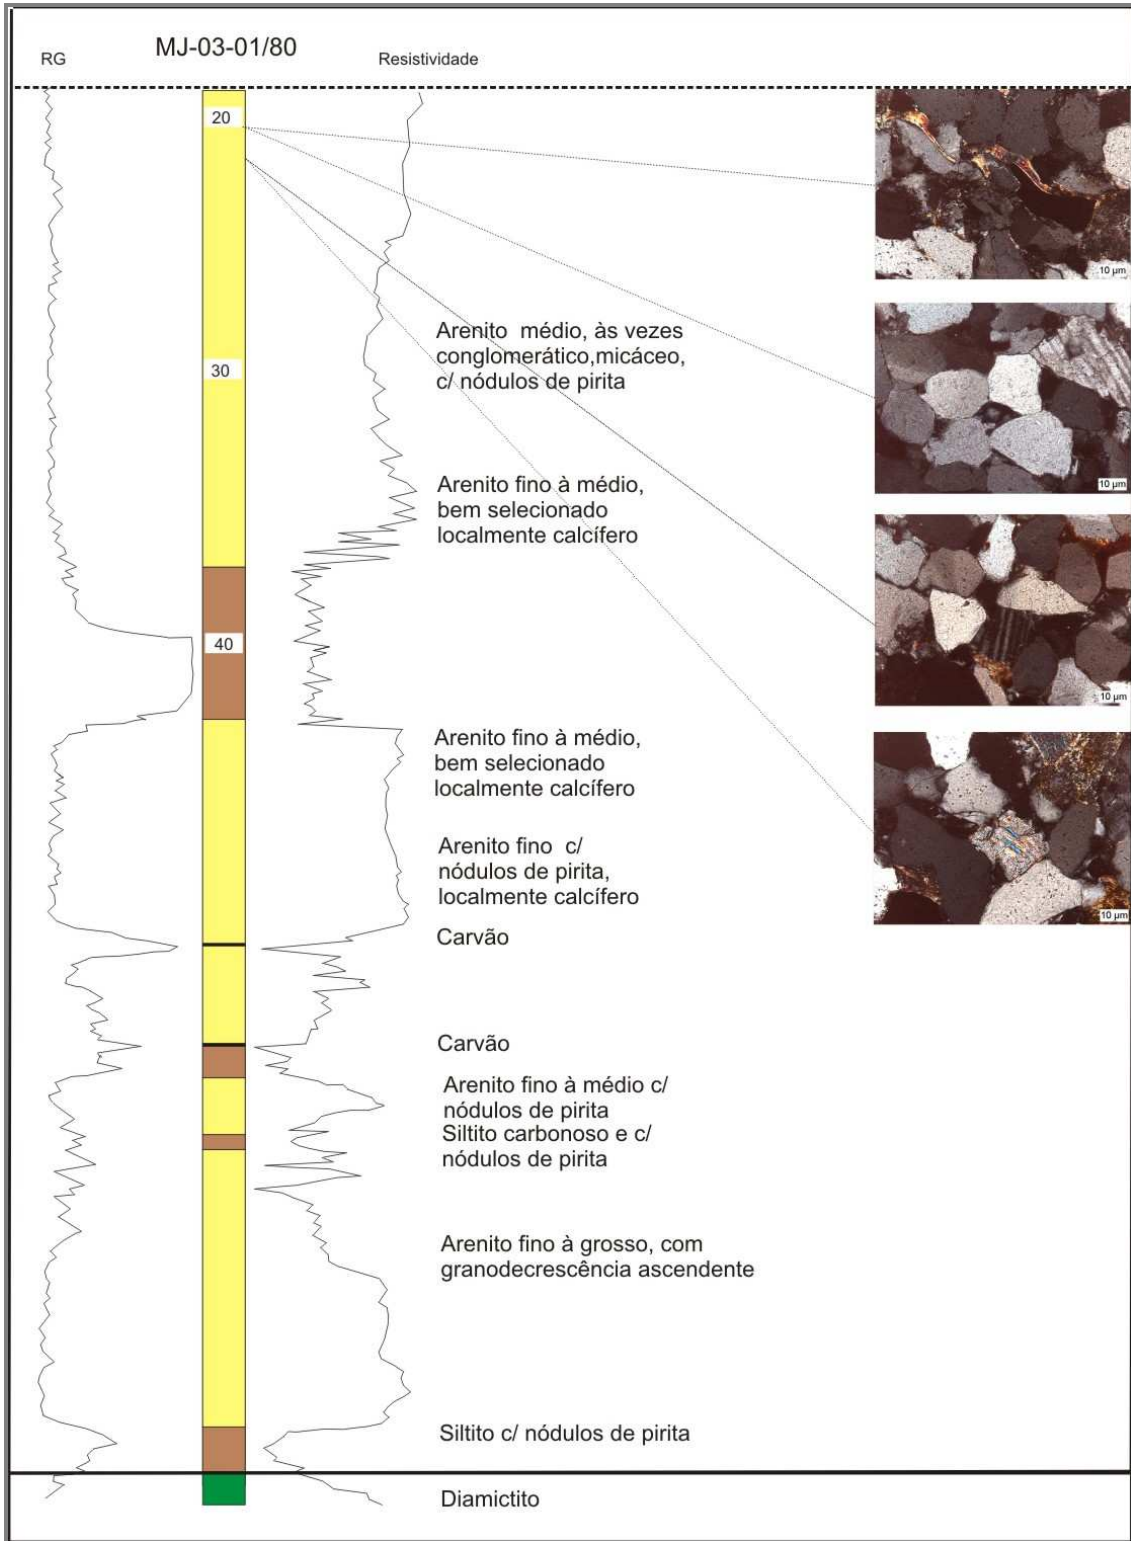 RG
MJ-03-01/80
Resistividade
20
10 µm
Arenito médio, às vezes
conglomerático,micáceo,
c/ nódulos de pirita
30
10 µm
Arenito fino à médio,
bem selecionado
localmente calcífero
40
10 µm
Arenito fino à médio,
bem selecionado
localmente calcífero
Arenito fino c/
nódulos de pirita,
localmente calcífero
10 µm
Carvão
Carvão
Arenito fino à médio c/
nódulos de pirita
Siltito carbonoso e c/
nódulos de pirita
Arenito fino à grosso, com
granodecrescência ascendente
Siltito c/ nódulos de pirita
Diamictito